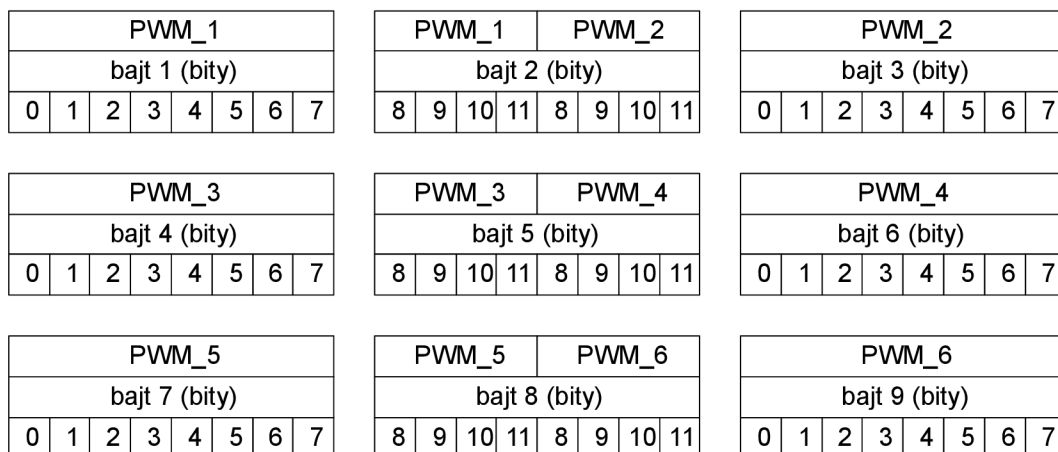 PWM_1 PWM_1 PWM_2 PWM_2
bajt 1 (bity) bajt 2 (bity) bajt 3 (bity)
0 1 2 3 4 5 6 7 8 9 10 11 8 9 10 11 0 1 2 3 4 5 6 7
PWM_3 PWM_3 PWM_4 PWM_4
bajt 4 (bity) bajt 5 (bity) bajt 6 (bity)
0 1 2 3 4 5 6 7 8 9 10 11 8 9 10 11 0 1 2 3 4 5 6 7
PWM_5 PWM_5 PWM_6 PWM_6
bajt 7 (bity) bajt 8 (bity) bajt 9 (bity)
0 1 2 3 4 5 6 7 8 9 10 11 8 9 10 11 0 1 2 3 4 5 6 7